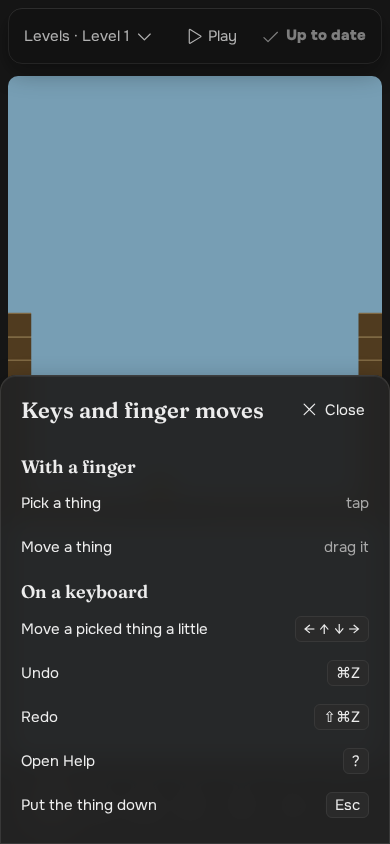 Levels · Level 1
Play
Up to date
Keys and finger moves
Close
With a finger
Pick a thing
tap
Move a thing
drag it
On a keyboard
Move a picked thing a little
← ↑ ↓ →
Undo
⌘Z
Redo
⇧⌘Z
Open Help
?
Put the thing down
Esc